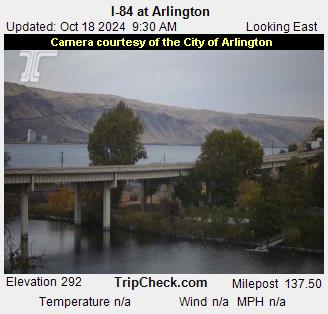 I-84 at Arlington
Updated: Oct 18 2024 9:30 AM Looking East
Camera courtesy of the City of Arlington
Elevation 292 TripCheck.com Milepost 137.50
Temperature n/a Wind n/a MPH n/a